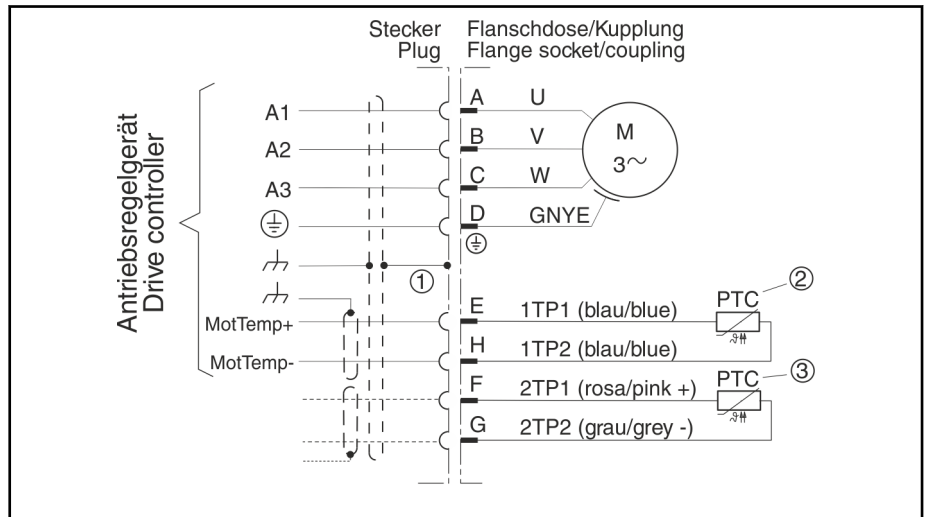 Stecker Flanschdose/Kupplung
Plug Flange socket/coupling
Antriebsregelgerät
Drive controller
A1 A U
A2 B V
A3 C W
D GNYE
M
3~
1
MotTemp+ E 1TP1 (blau/blue) PTC 2
ϑ
MotTemp- H 1TP2 (blau/blue)
F 2TP1 (rosa/pink +) PTC 3
ϑ
G 2TP2 (grau/grey -)